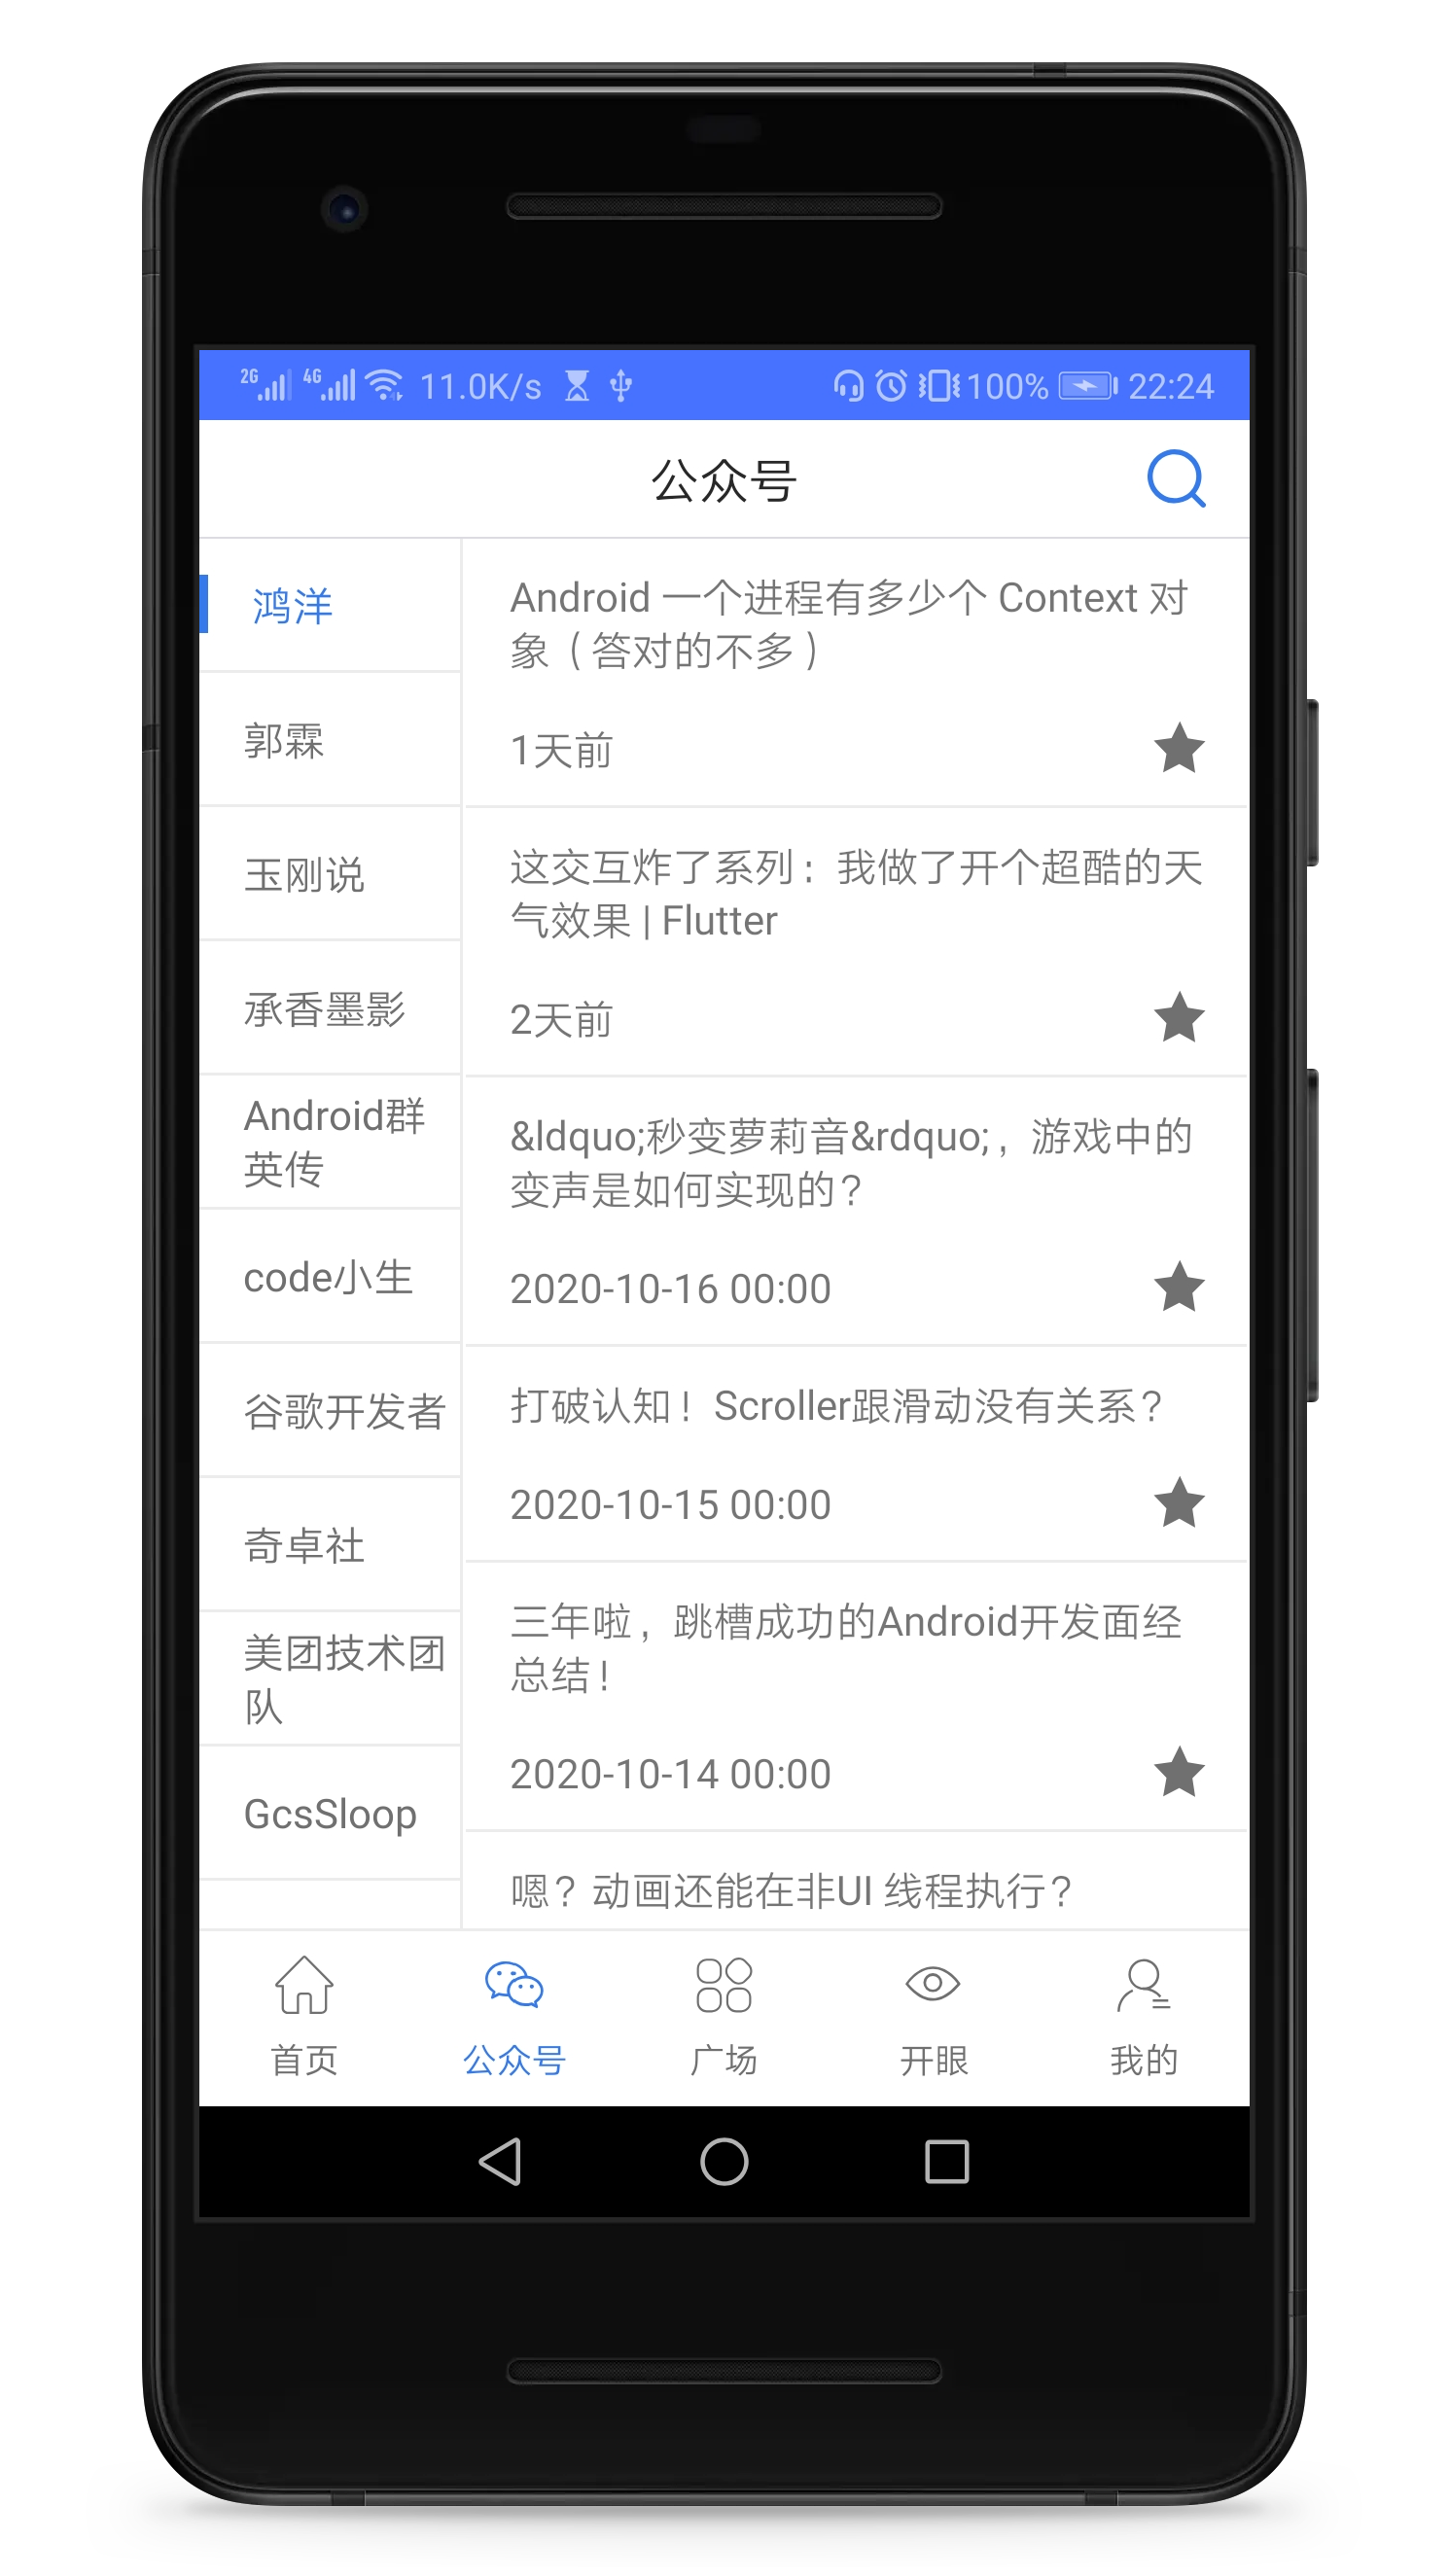 2G 4G 11.0K/s 100% 22:24
公众号
鸿洋
郭霖
玉刚说
承香墨影
Android群
英传
code小生
谷歌开发者
奇卓社
美团技术团
队
GcsSloop
Android 一个进程有多少个 Context 对
象（答对的不多）
1天前
这交互炸了系列：我做了开个超酷的天
气效果 | Flutter
2天前
&ldquo;秒变萝莉音&rdquo;，游戏中的
变声是如何实现的？
2020-10-16 00:00
打破认知！Scroller跟滑动没有关系？
2020-10-15 00:00
三年啦，跳槽成功的Android开发面经
总结！
2020-10-14 00:00
嗯？动画还能在非UI 线程执行？
首页
公众号
广场
开眼
我的